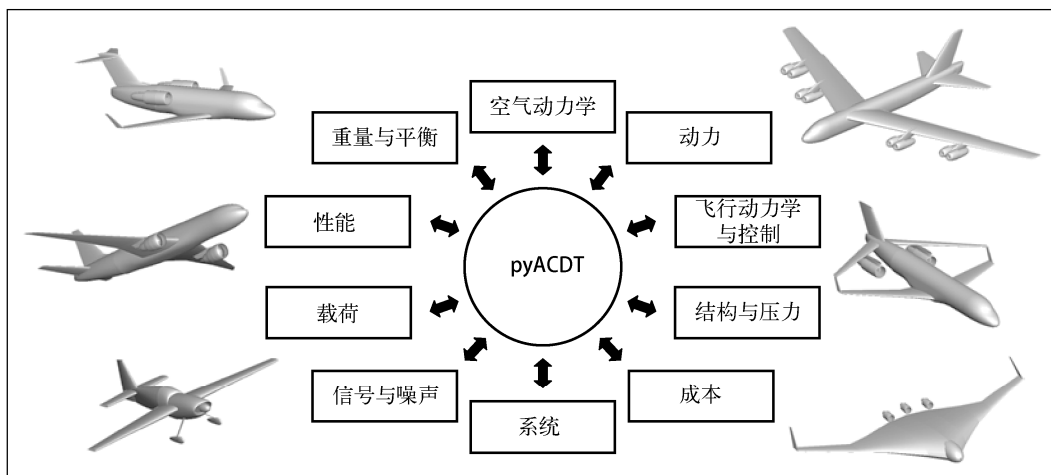 空气动力学
重量与平衡
动力
性能
飞行动力学
与控制
pyACDT
载荷
结构与压力
信号与噪声
成本
系统